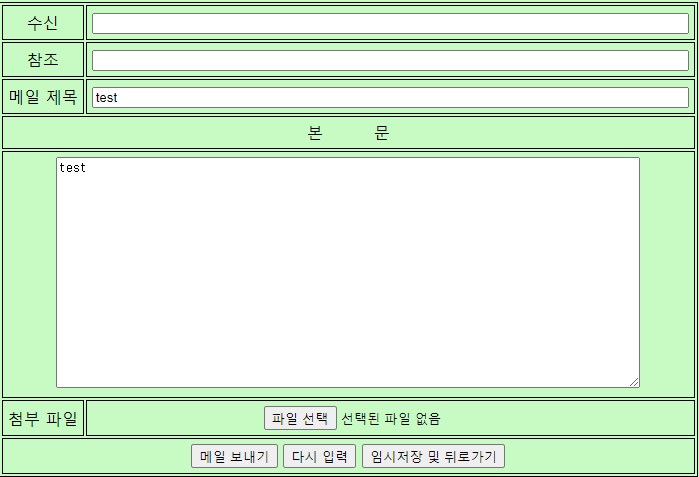 수신
참조
메일 제목 test
본 문
test
첨부 파일 파일 선택 선택된 파일 없음
메일 보내기 다시 입력 임시저장 및 뒤로가기